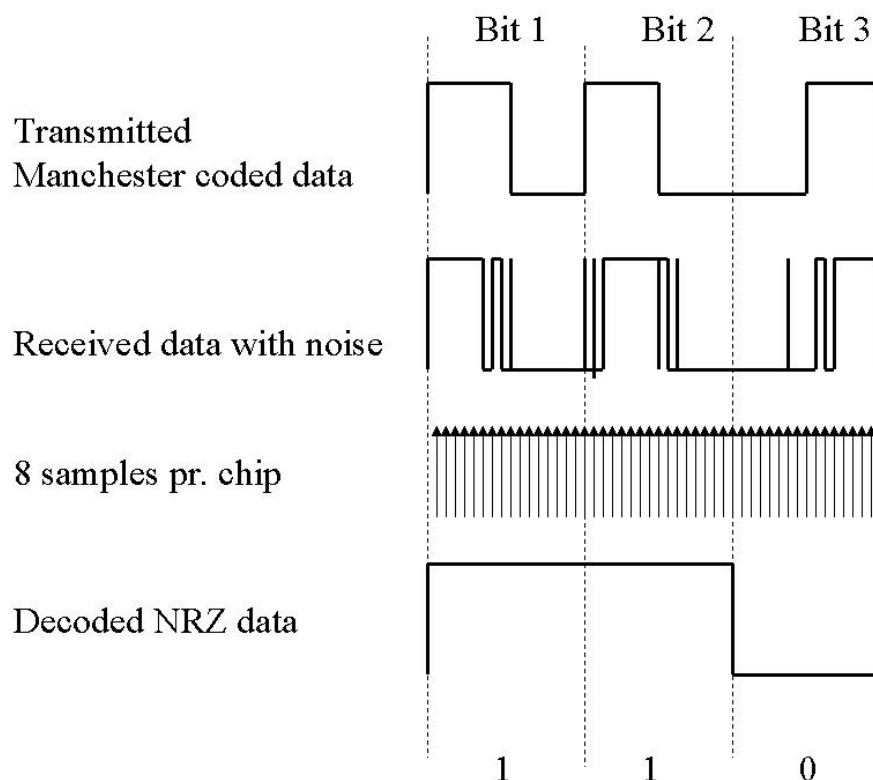 Bit 1 Bit 2 Bit 3
Transmitted
Manchester coded data
Received data with noise
8 samples pr. chip
Decoded NRZ data
1 1 0